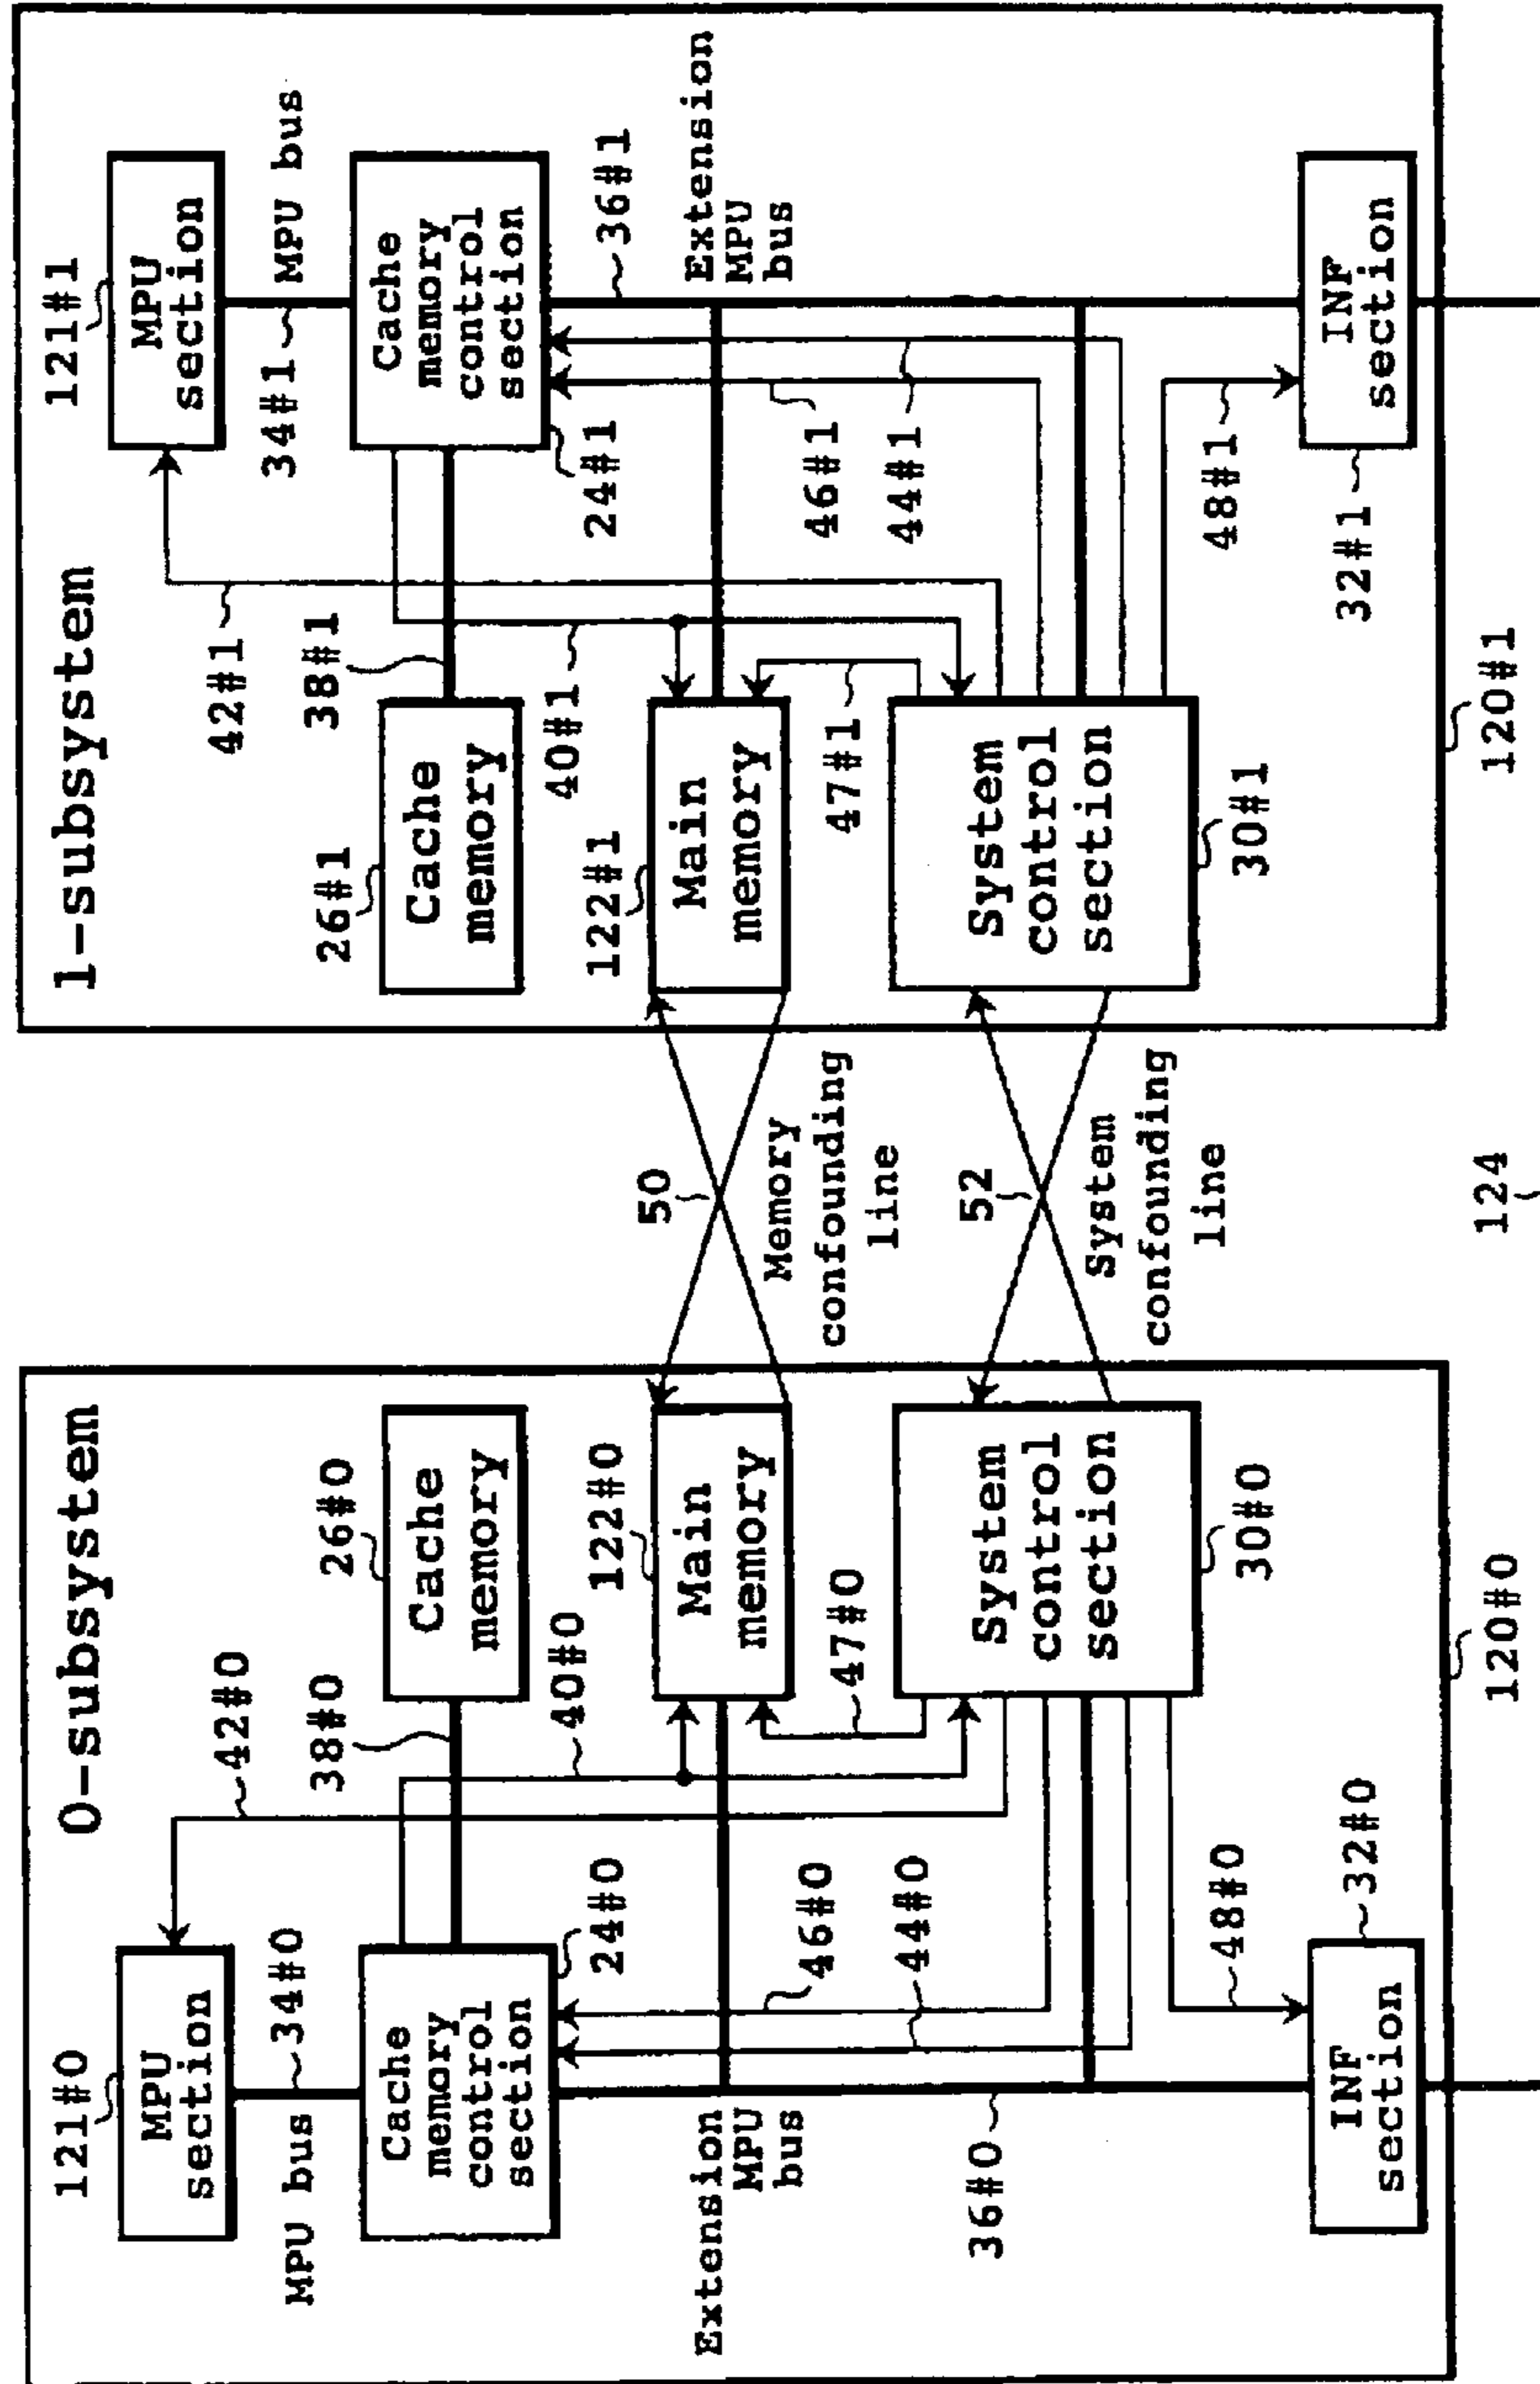 0-subsystem
121#0
MPU
section
42#0
MPU bus
34#0
38#0
26#0
Cache
memory
control
section
Cache
memory
24#0
40#0
122#0
Extension
MPU
bus
Main
memory
46#0
47#0
44#0
36#0
System
control
section
48#0
30#0
INF
section
32#0
120#0
50
Memory
confounding
line
52
System
confounding
line
124
1-subsystem
121#1
MPU
section
42#1
34#1
MPU bus
38#1
26#1
Cache
memory
Cache
memory
control
section
40#1
24#1
122#1
36#1
Main
memory
Extension
MPU
bus
47#1
46#1
44#1
System
control
section
48#1
30#1
INF
section
32#1
120#1